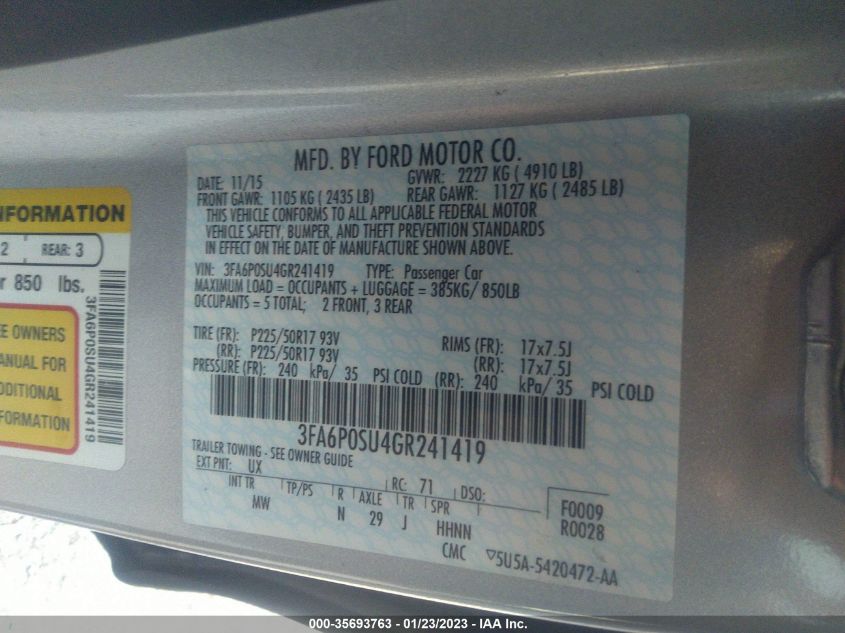 NFORMATION
2
REAR: 3
r 850 lbs.
EE OWNERS
ANUAL FOR
DDITIONAL
FORMATION
3FA6P0SU4GR241419
MFD. BY FORD MOTOR CO.
DATE: 11/15
GVWR: 2227 KG ( 4910 LB)
FRONT GAWR: 1105 KG ( 2435 LB)
REAR GAWR: 1127 KG ( 2485 LB)
THIS VEHICLE CONFORMS TO ALL APPLICABLE FEDERAL MOTOR
VEHICLE SAFETY, BUMPER, AND THEFT PREVENTION STANDARDS
IN EFFECT ON THE DATE OF MANUFACTURE SHOWN ABOVE.
VIN: 3FA6P0SU4GR241419 TYPE: Passenger Car
MAXIMUM LOAD = OCCUPANTS + LUGGAGE = 385KG/ 850LB
OCCUPANTS = 5 TOTAL; 2 FRONT, 3 REAR
TIRE (FR): P225/50R17 93V RIMS (FR): 17x7.5J
(RR): P225/50R17 93V (RR): 17x7.5J
PRESSURE (FR): 240 kPa/ 35 PSI COLD (RR): 240 kPa/ 35 PSI COLD
3FA6P0SU4GR241419
TRAILER TOWING - SEE OWNER GUIDE
EXT PNT: UX RC: 71 DSO:
INT TR TP/PS R AXLE TR SPR
MW N 29 J HHNN
F0009
R0028
CMC ▽5U5A-5420472-AA
000-35693763 - 01/23/2023 - IAA Inc.